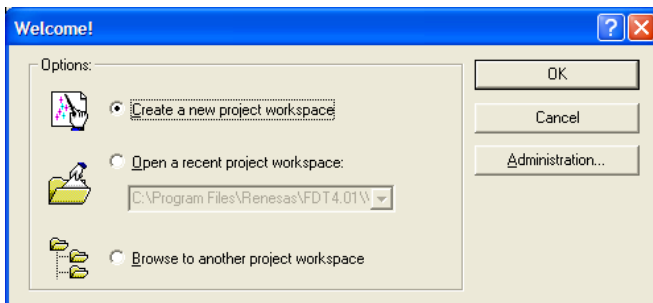 Welcome!
Options:
Create a new project workspace
Open a recent project workspace:
C:\Program Files\Renesas\FDT4.01\
Browse to another project workspace
OK
Cancel
Administration...